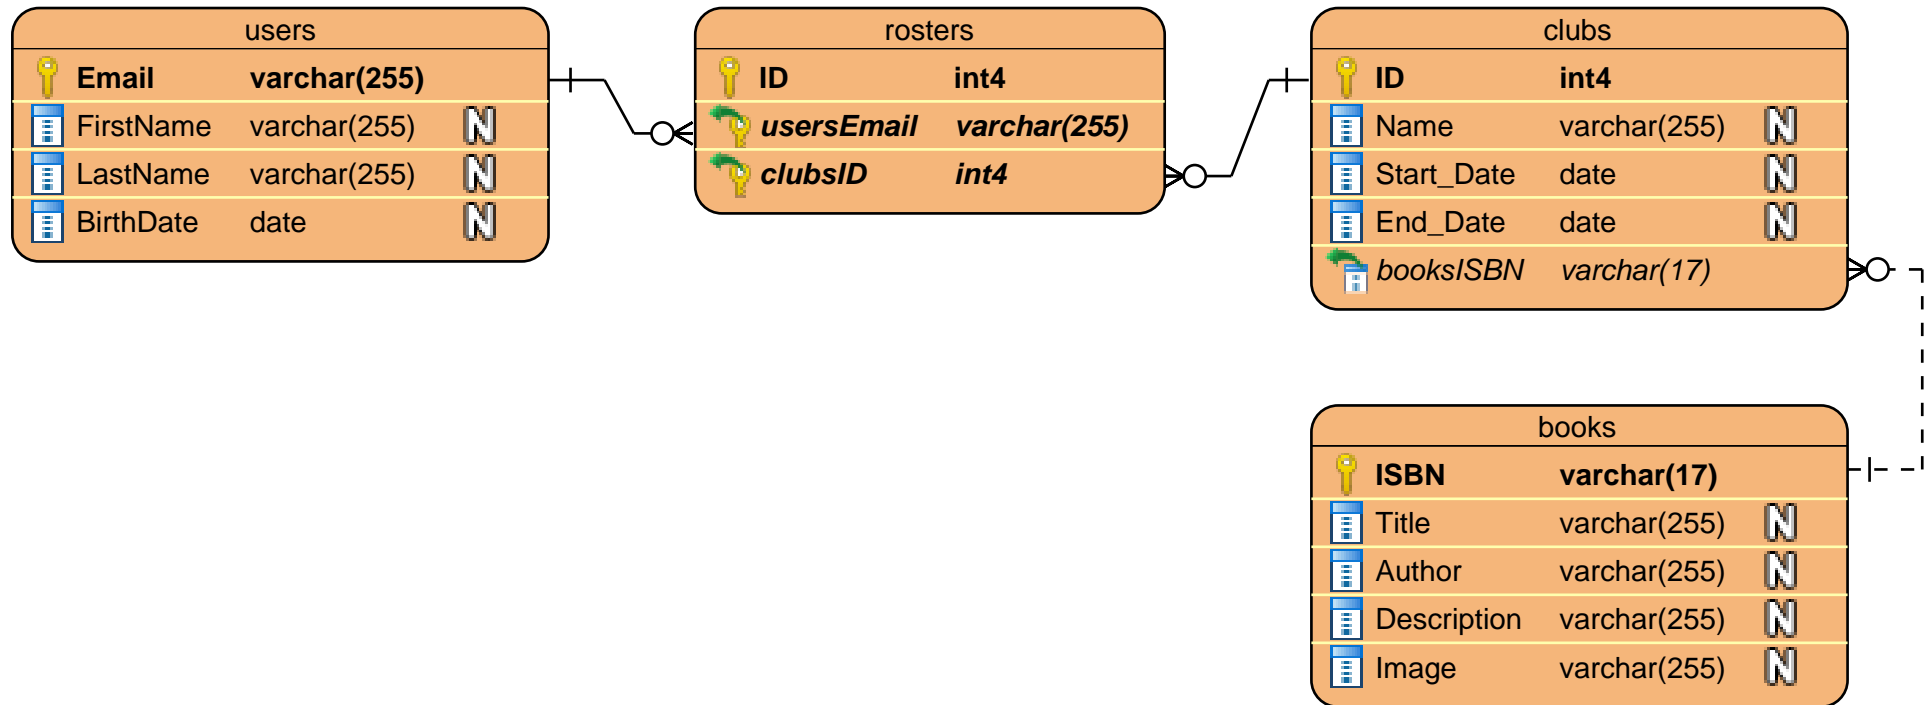 users
Email varchar(255)
FirstName varchar(255) N
LastName varchar(255) N
BirthDate date N
rosters
ID int4
usersEmail varchar(255)
clubsID int4
clubs
ID int4
Name varchar(255) N
Start_Date date N
End_Date date N
booksISBN varchar(17)
books
ISBN varchar(17)
Title varchar(255) N
Author varchar(255) N
Description varchar(255) N
Image varchar(255) N